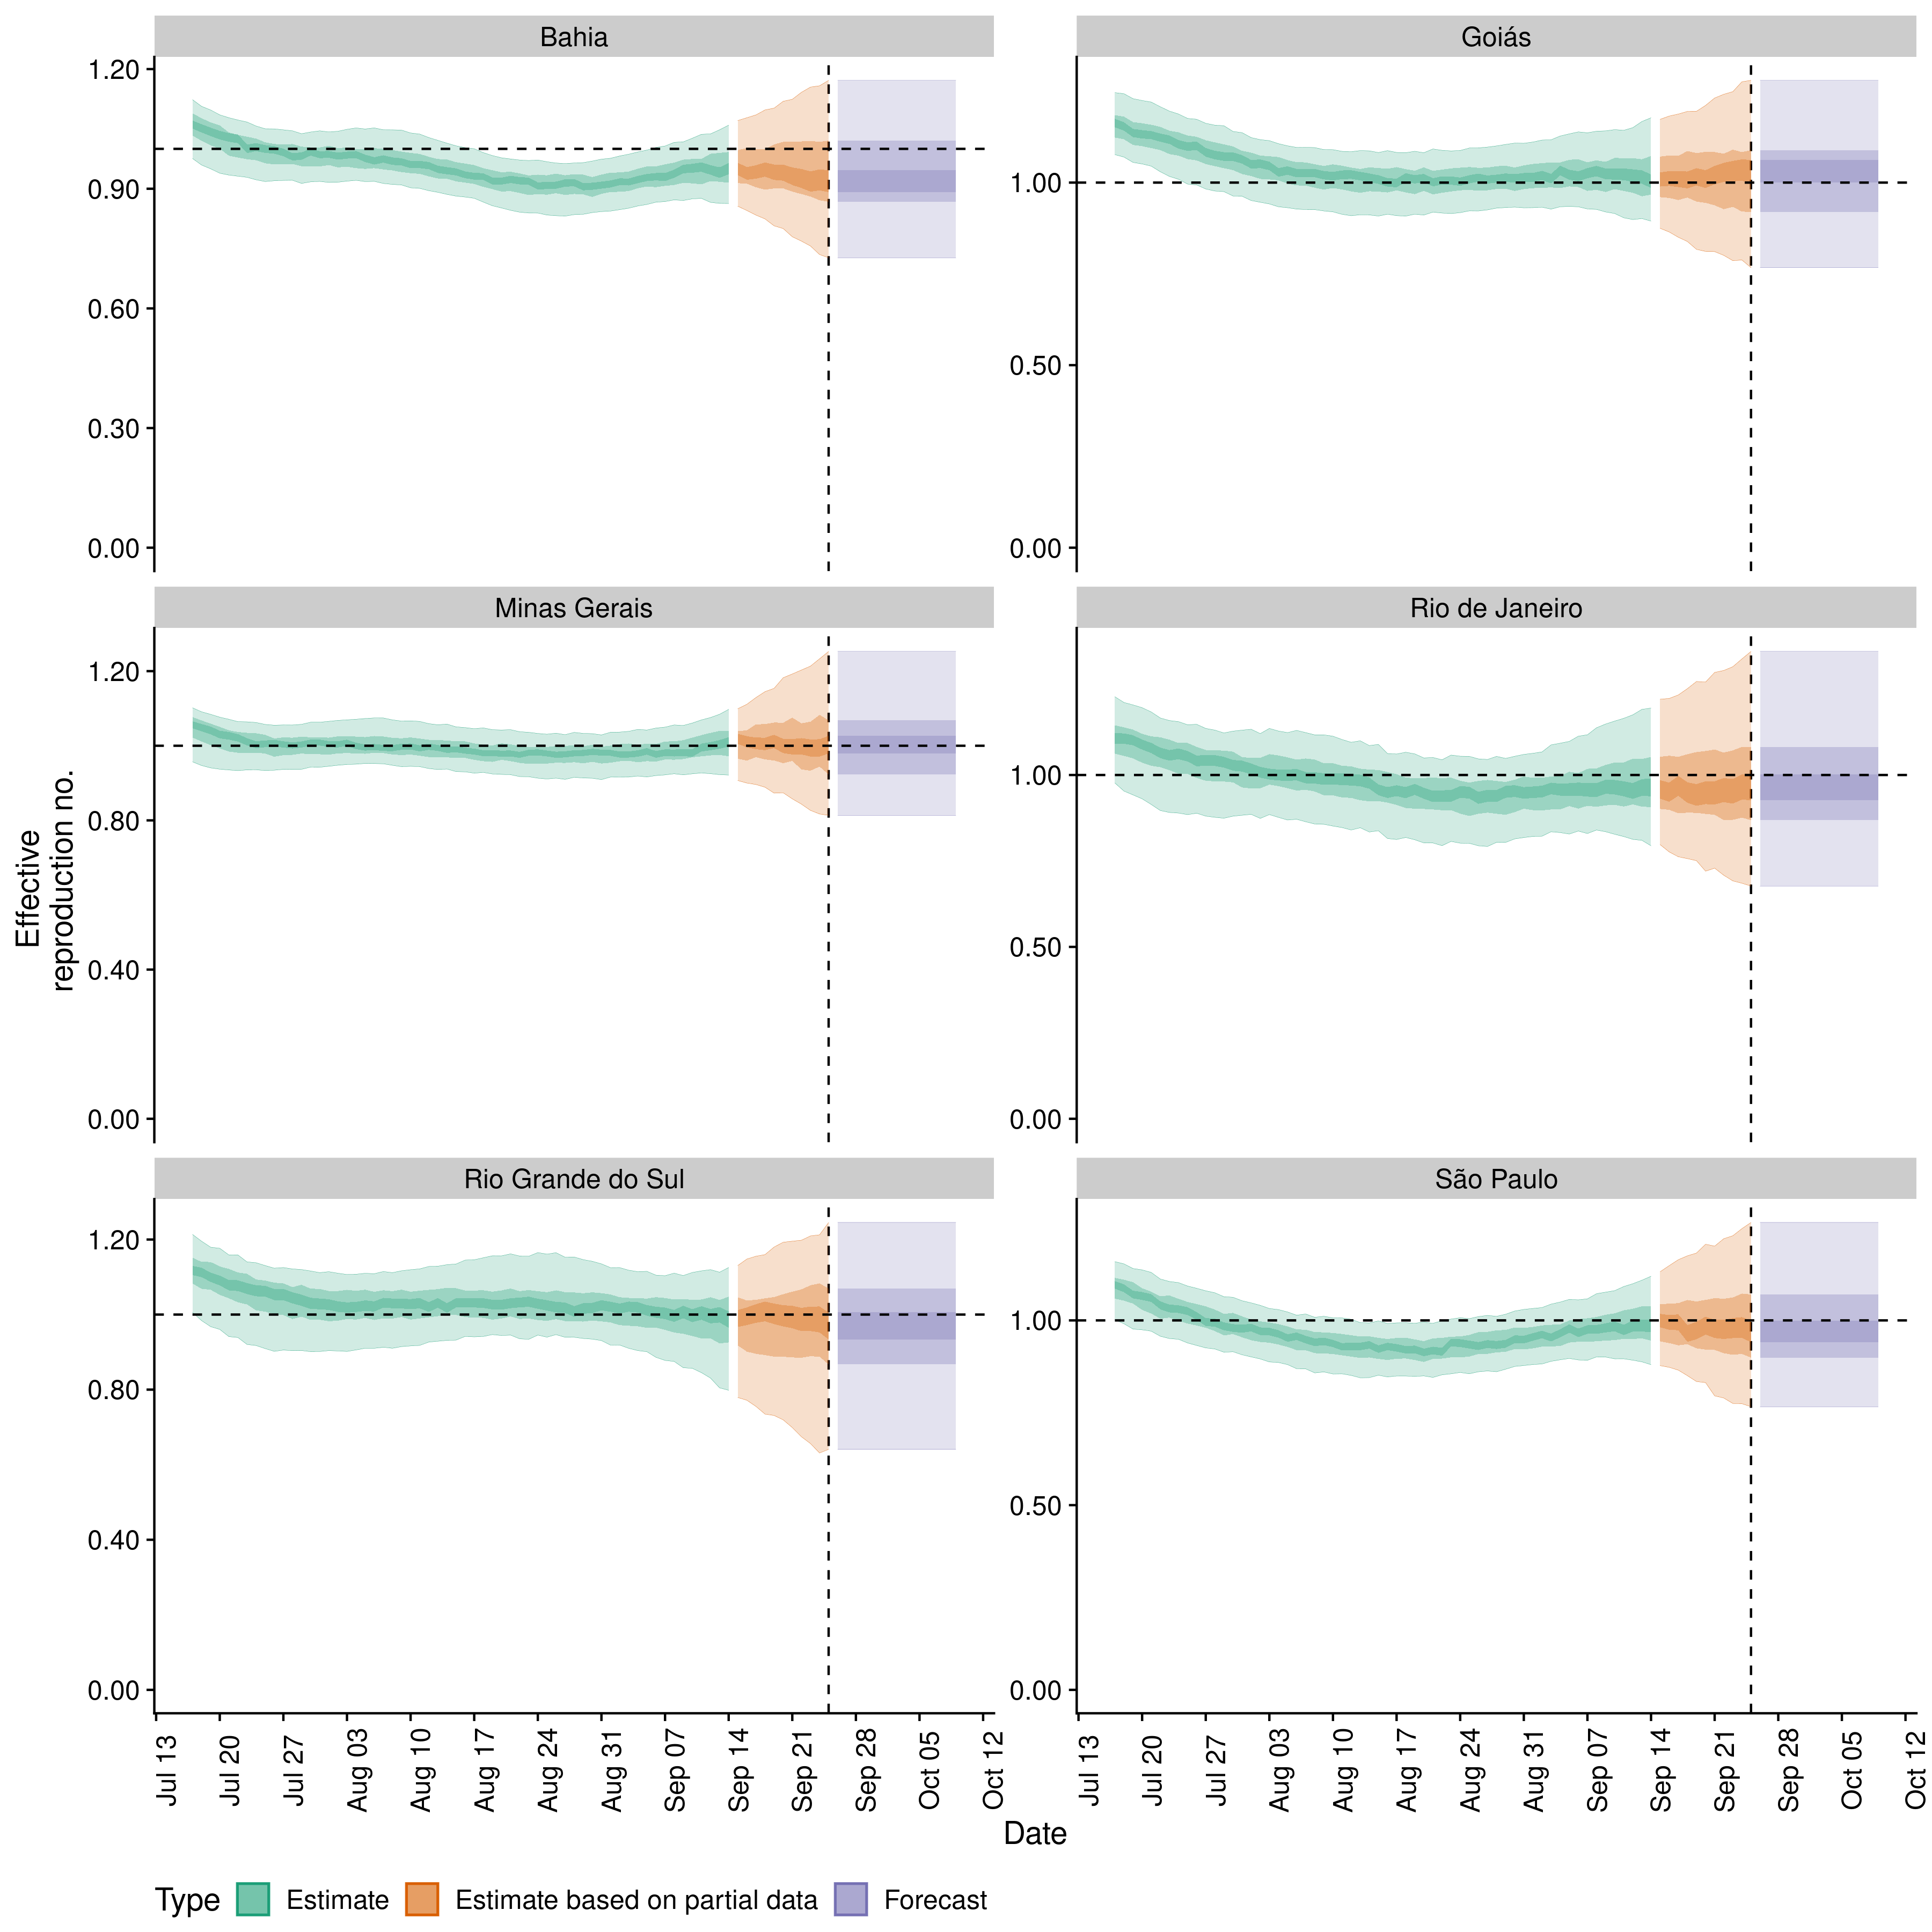 Bahia
Goiás
1.20
0.90
0.60
0.30
0.00
1.00
0.50
0.00
Minas Gerais
Rio de Janeiro
1.20
0.80
0.40
0.00
1.00
0.50
0.00
Effective
reproduction no.
Rio Grande do Sul
São Paulo
1.20
0.80
0.40
0.00
1.00
0.50
0.00
Jul 13
Jul 20
Jul 27
Aug 03
Aug 10
Aug 17
Aug 24
Aug 31
Sep 07
Sep 14
Sep 21
Sep 28
Oct 05
Oct 12
Jul 13
Jul 20
Jul 27
Aug 03
Aug 10
Aug 17
Aug 24
Aug 31
Sep 07
Sep 14
Sep 21
Sep 28
Oct 05
Oct 12
Date
Type Estimate Estimate based on partial data Forecast